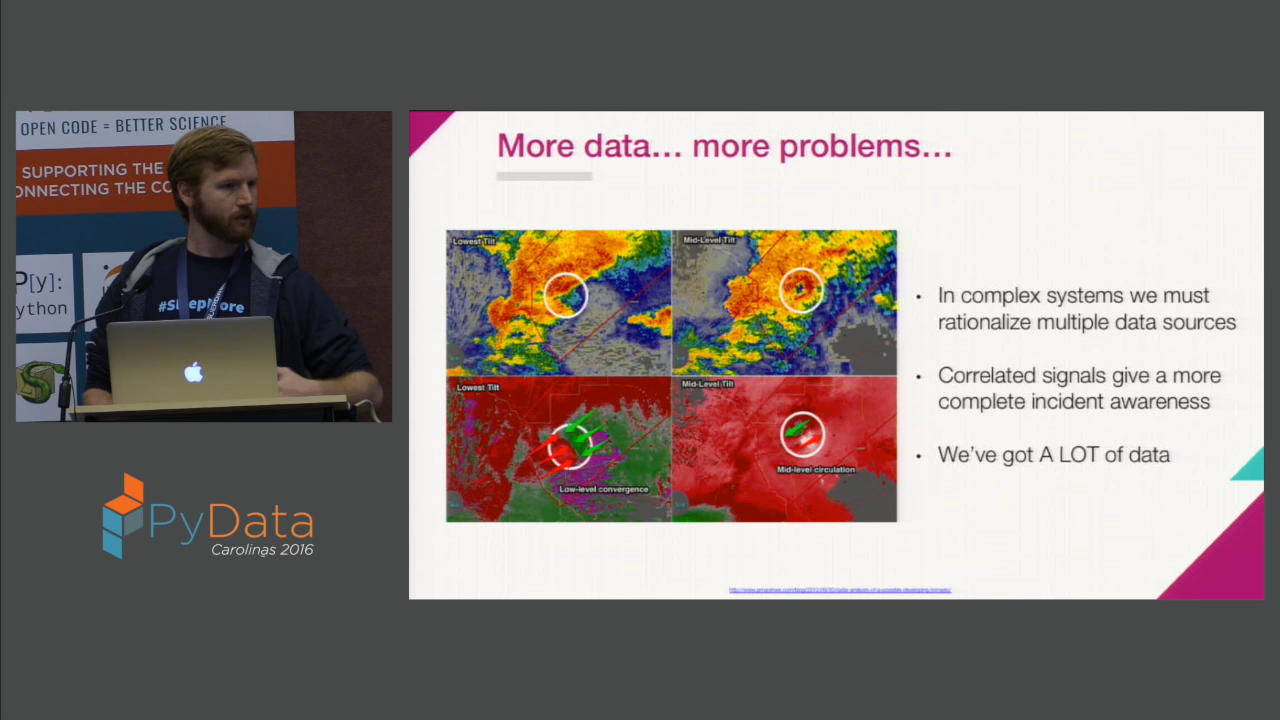 OPEN CODE = BETTER SCIENCE
SUPPORTING THE
ONNECTING THE CO
P[y]:
ython
PyData
Carolinas 2016
More data… more problems…
Lowest Tilt
Mid-Level Tilt
Lowest Tilt
Mid-Level Tilt
Low-level convergence
Mid-level circulation
• In complex systems we must
rationalize multiple data sources
• Correlated signals give a more
complete incident awareness
• We've got A LOT of data